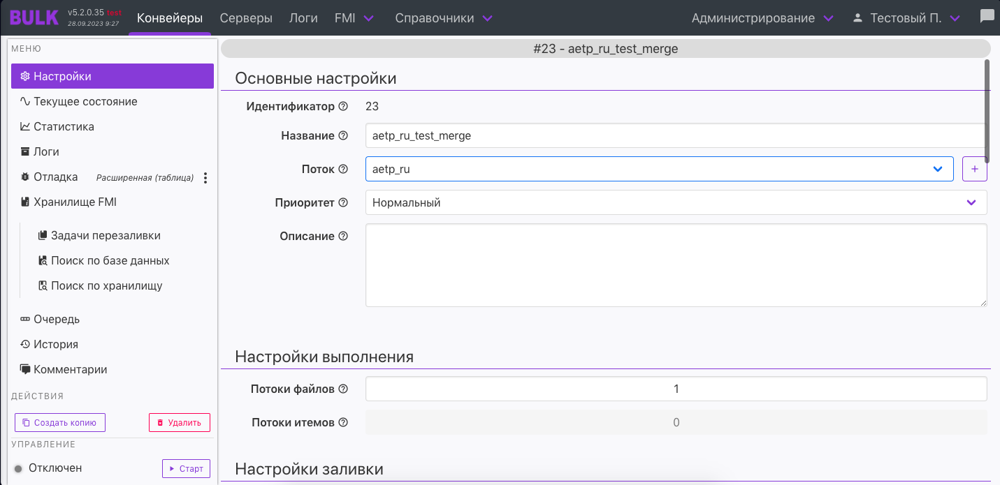 BULK
v5.2.0.35 test
28.09.2023 9:27
Конвейеры Серверы Логи FMI Справочники Администрирование Тестовый П.
МЕНЮ
Настройки
Текущее состояние
Статистика
Логи
Отладка Расширенная (таблица)
Хранилище FMI
Задачи перезаливки
Поиск по базе данных
Поиск по хранилищу
Очередь
История
Комментарии
ДЕЙСТВИЯ
Создать копию Удалить
УПРАВЛЕНИЕ
Отключен Старт
#23 - aetp_ru_test_merge
Основные настройки
Идентификатор 23
Название aetp_ru_test_merge
Поток aetp_ru +
Приоритет Нормальный
Описание
Настройки выполнения
Потоки файлов 1
Потоки итемов 0
Настройки заливки